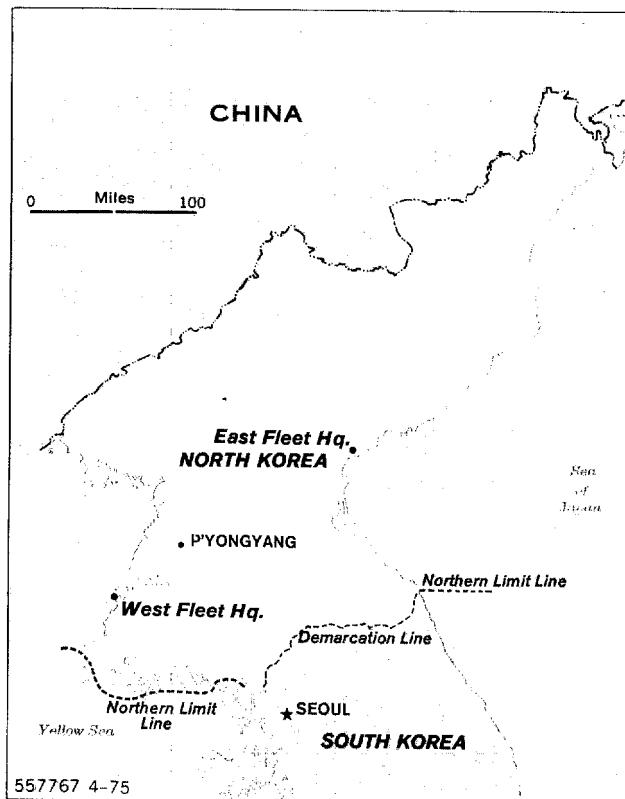 CHINA
0 Miles 100
East Fleet Hq.
NORTH KOREA
Sea
of
Japan
P'YONGYANG
Northern Limit Line
West Fleet Hq.
Demarcation Line
Northern Limit
Line
SEOUL
Yellow Sea
SOUTH KOREA
557767 4-75